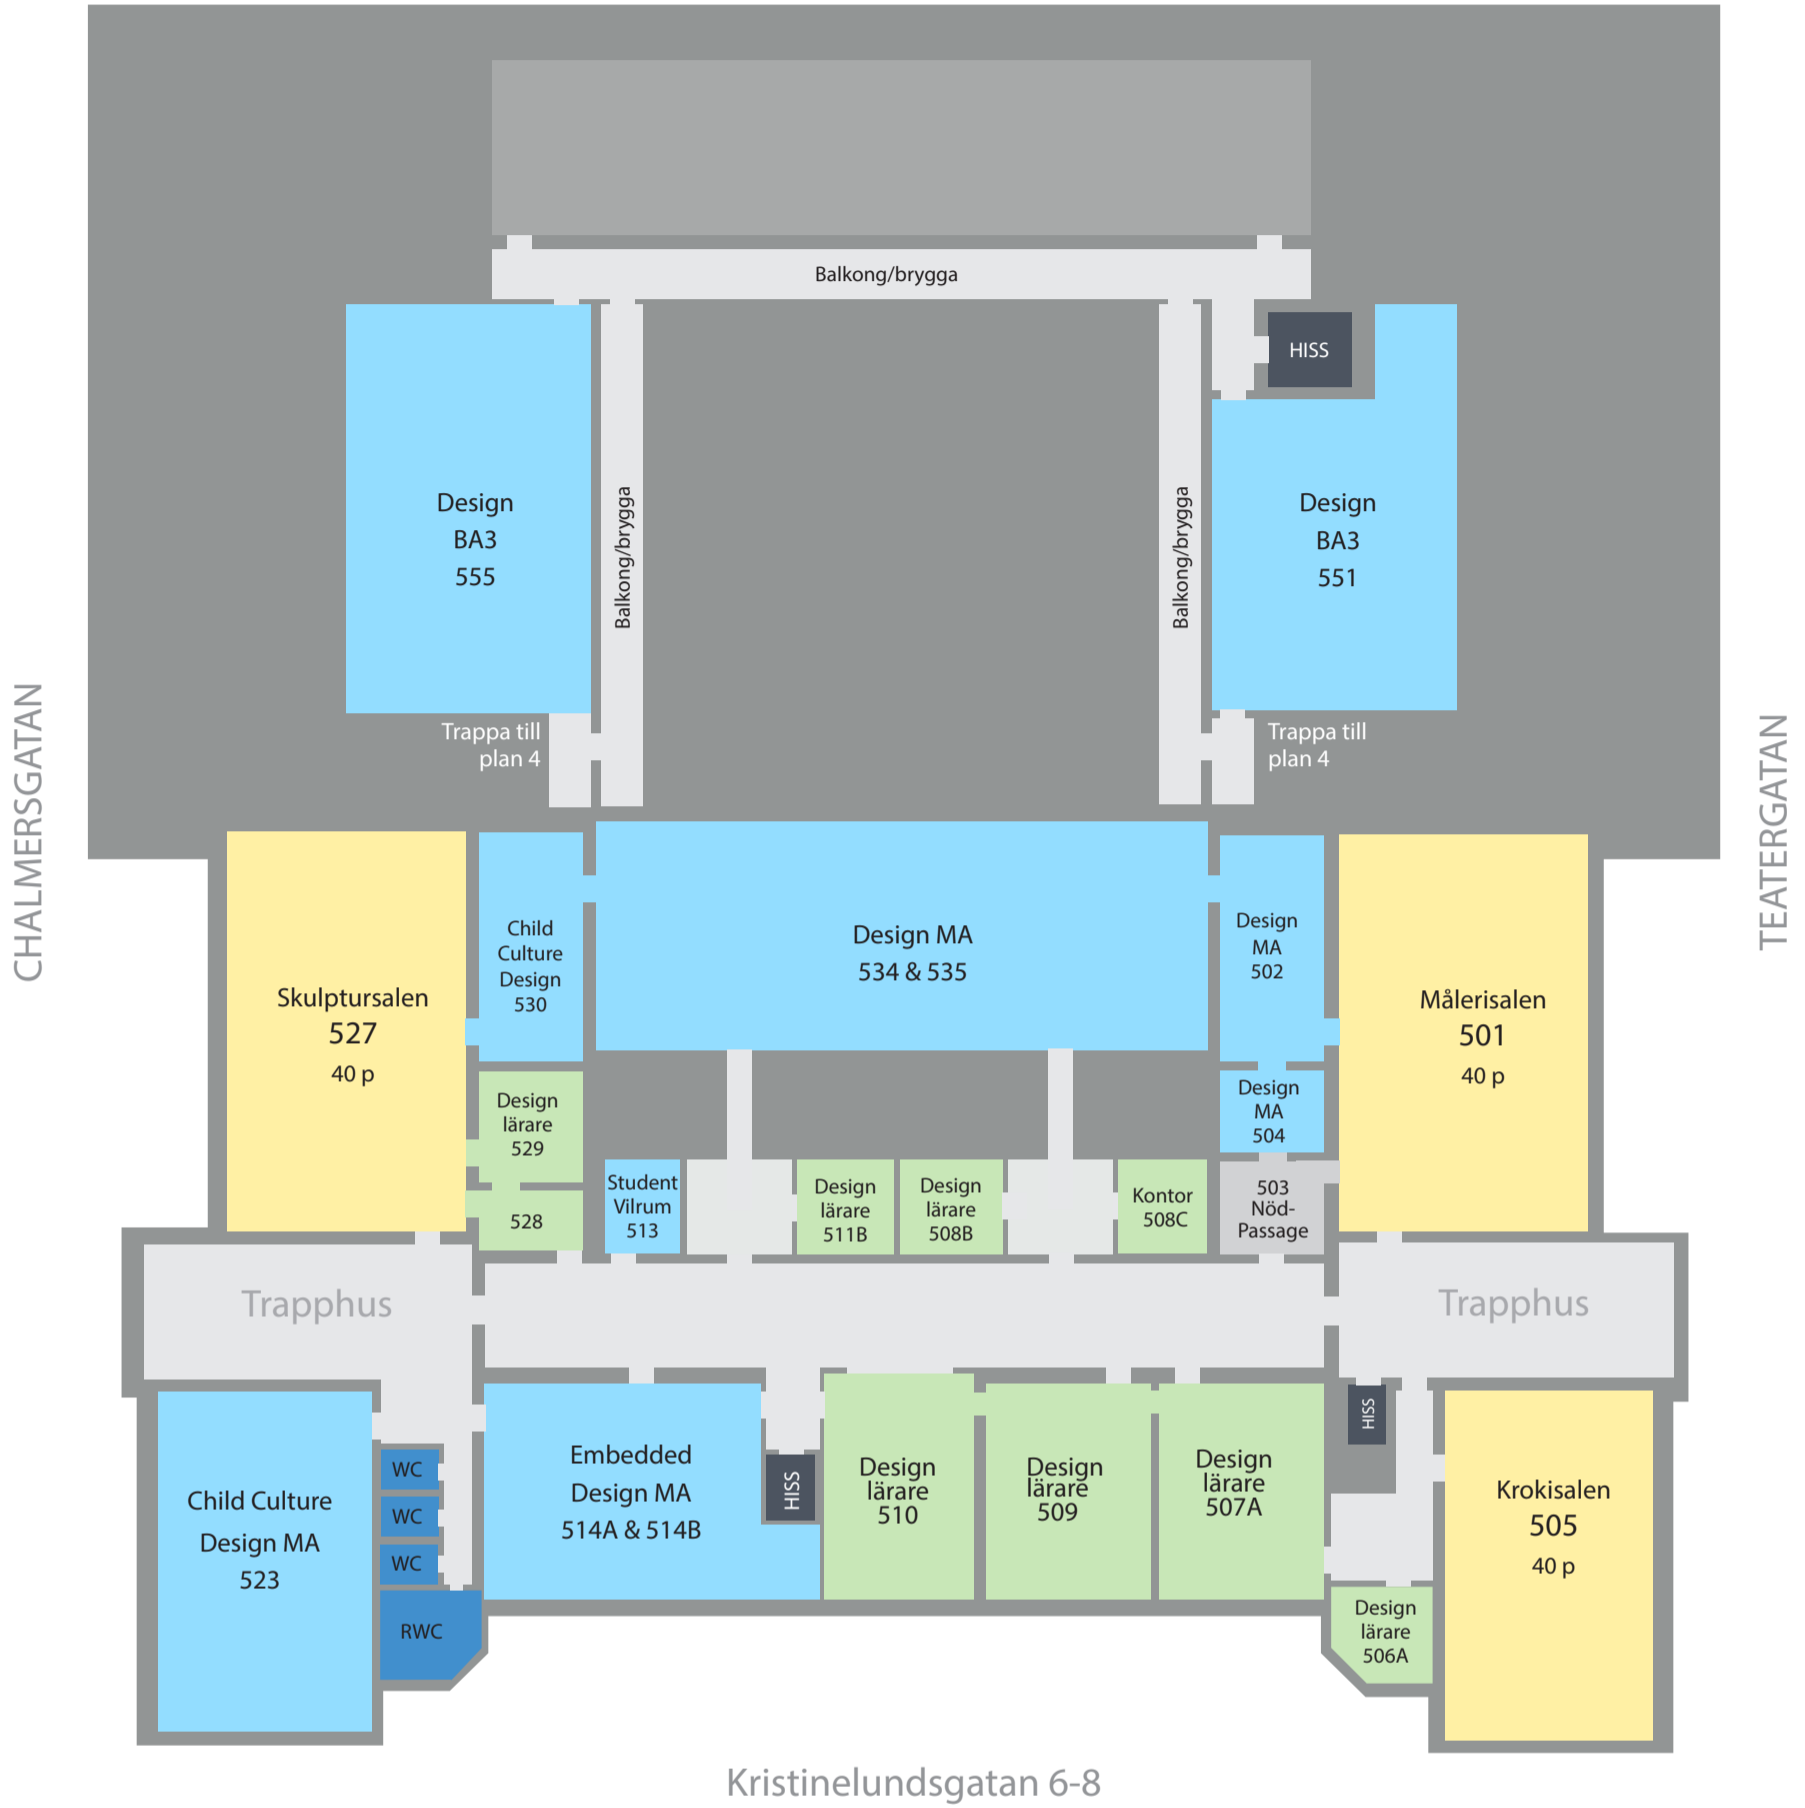 Balkong/brygga
HISS
Design
BA3
555
Balkong/brygga
Balkong/brygga
Design
BA3
551
Trappa till
plan 4
Trappa till
plan 4
CHALMERSGATAN
TEATERGATAN
Skulptursalen
527
40 p
Child
Culture
Design
530
Design MA
534 & 535
Design
MA
502
Målerisalen
501
40 p
Design
lärare
529
Design
MA
504
528
Student
Vilrum
513
Design
lärare
511B
Design
lärare
508B
Kontor
508C
503
Nöd-
Passage
Trapphus
Trapphus
Child Culture
Design MA
523
WC
WC
WC
RWC
Embedded
Design MA
514A & 514B
HISS
Design
lärare
510
Design
lärare
509
Design
lärare
507A
HISS
Krokisalen
505
40 p
Design
lärare
506A
Kristinelundsgatan 6-8